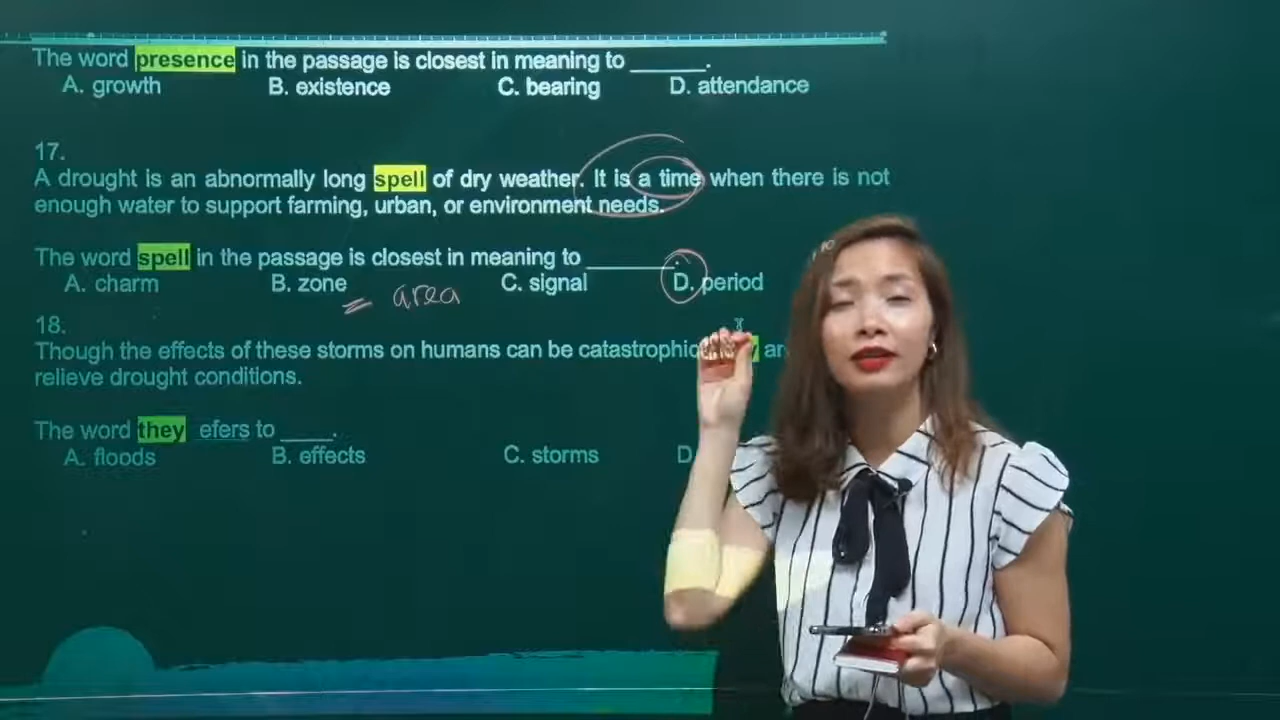 The word presence in the passage is closest in meaning to ______.
A. growth B. existence C. bearing D. attendance
17.
A drought is an abnormally long spell of dry weather. It is a time when there is not
enough water to support farming, urban, or environment needs.
The word spell in the passage is closest in meaning to _______.
A. charm B. zone C. signal D. period
= area
18.
Though the effects of these storms on humans can be catastrophic
relieve drought conditions.
The word they efers to ____.
A. floods B. effects C. storms D